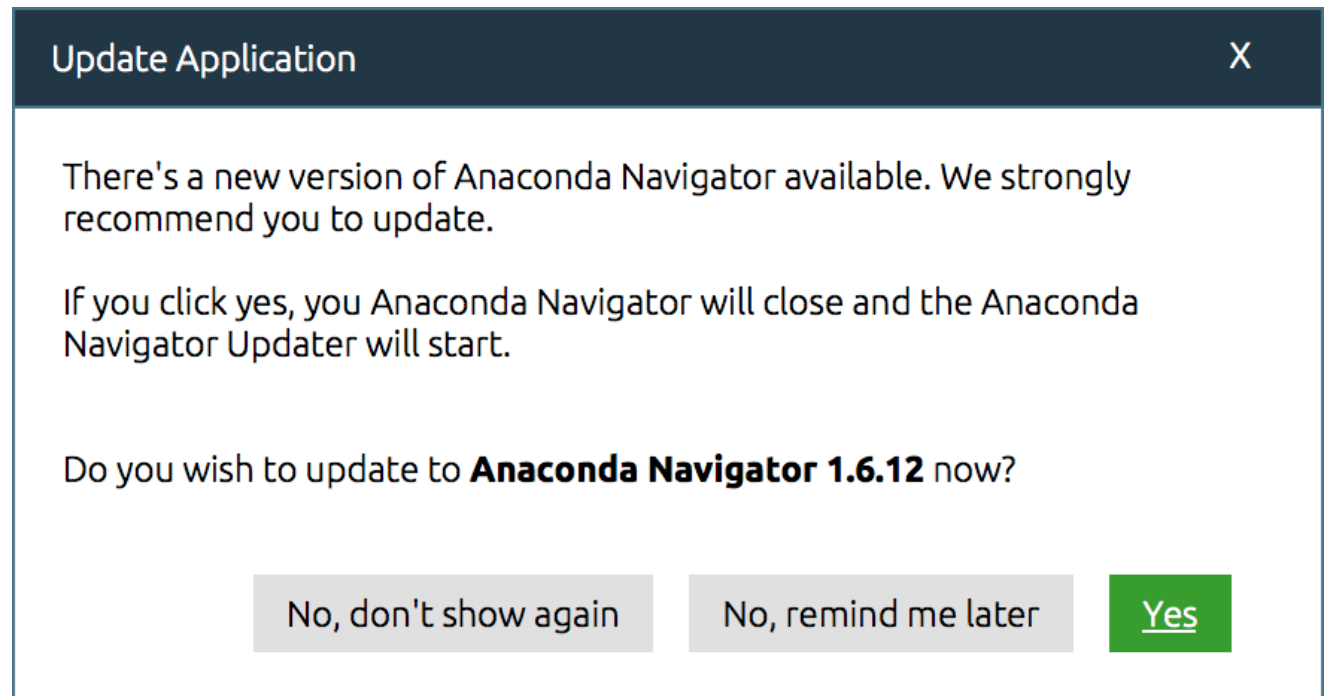 Update Application
X
There's a new version of Anaconda Navigator available. We strongly
recommend you to update.
If you click yes, you Anaconda Navigator will close and the Anaconda
Navigator Updater will start.
Do you wish to update to Anaconda Navigator 1.6.12 now?
No, don't show again
No, remind me later
Yes